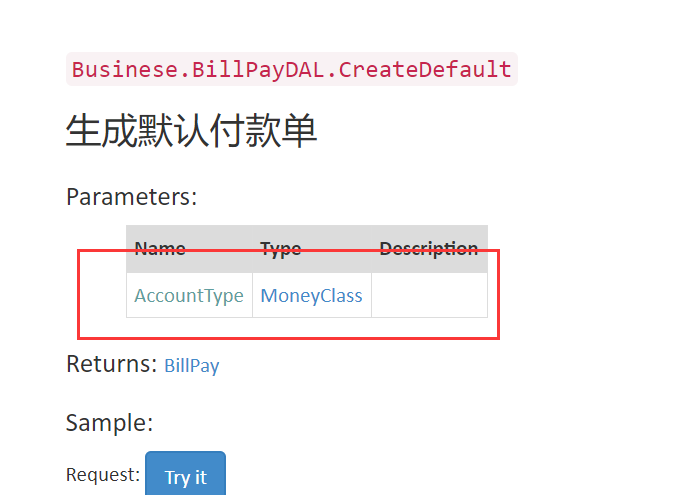 Businese.BillPayDAL.CreateDefault
生成默认付款单
Parameters:
Name Type Description
AccountType MoneyClass
Returns: BillPay
Sample:
Request: Try it